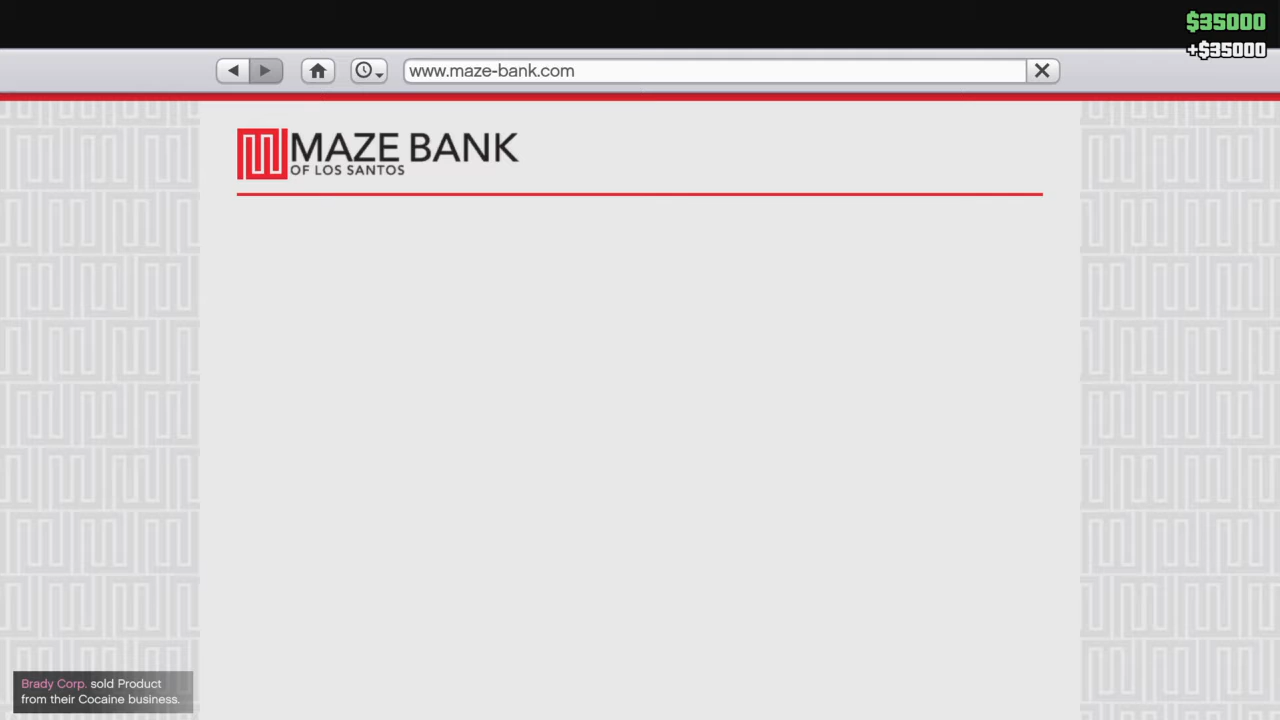 $35000
+$35000
www.maze-bank.com
MAZE BANK
OF LOS SANTOS
Brady Corp. sold Product
from their Cocaine business.